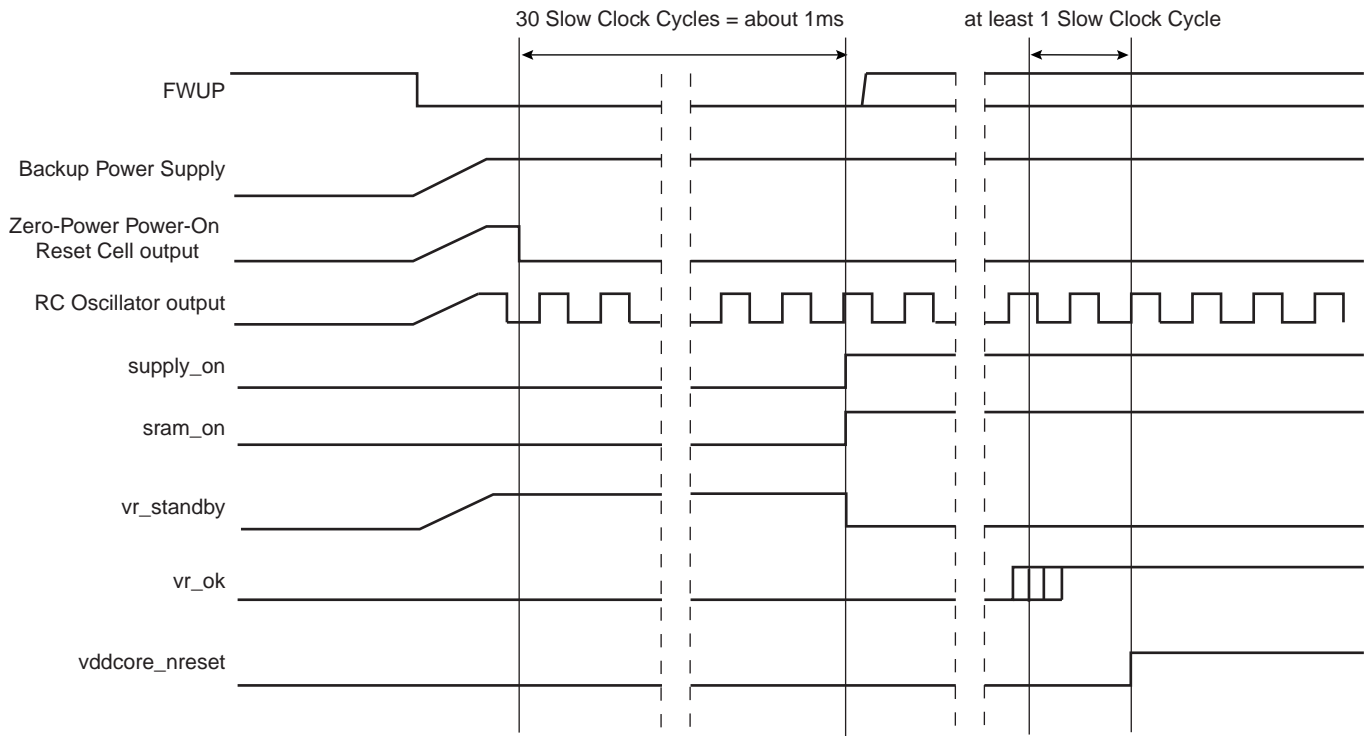 30 Slow Clock Cycles = about 1ms
at least 1 Slow Clock Cycle
FWUP
Backup Power Supply
Zero-Power Power-On
Reset Cell output
RC Oscillator output
supply_on
sram_on
vr_standby
vr_ok
vddcore_nreset